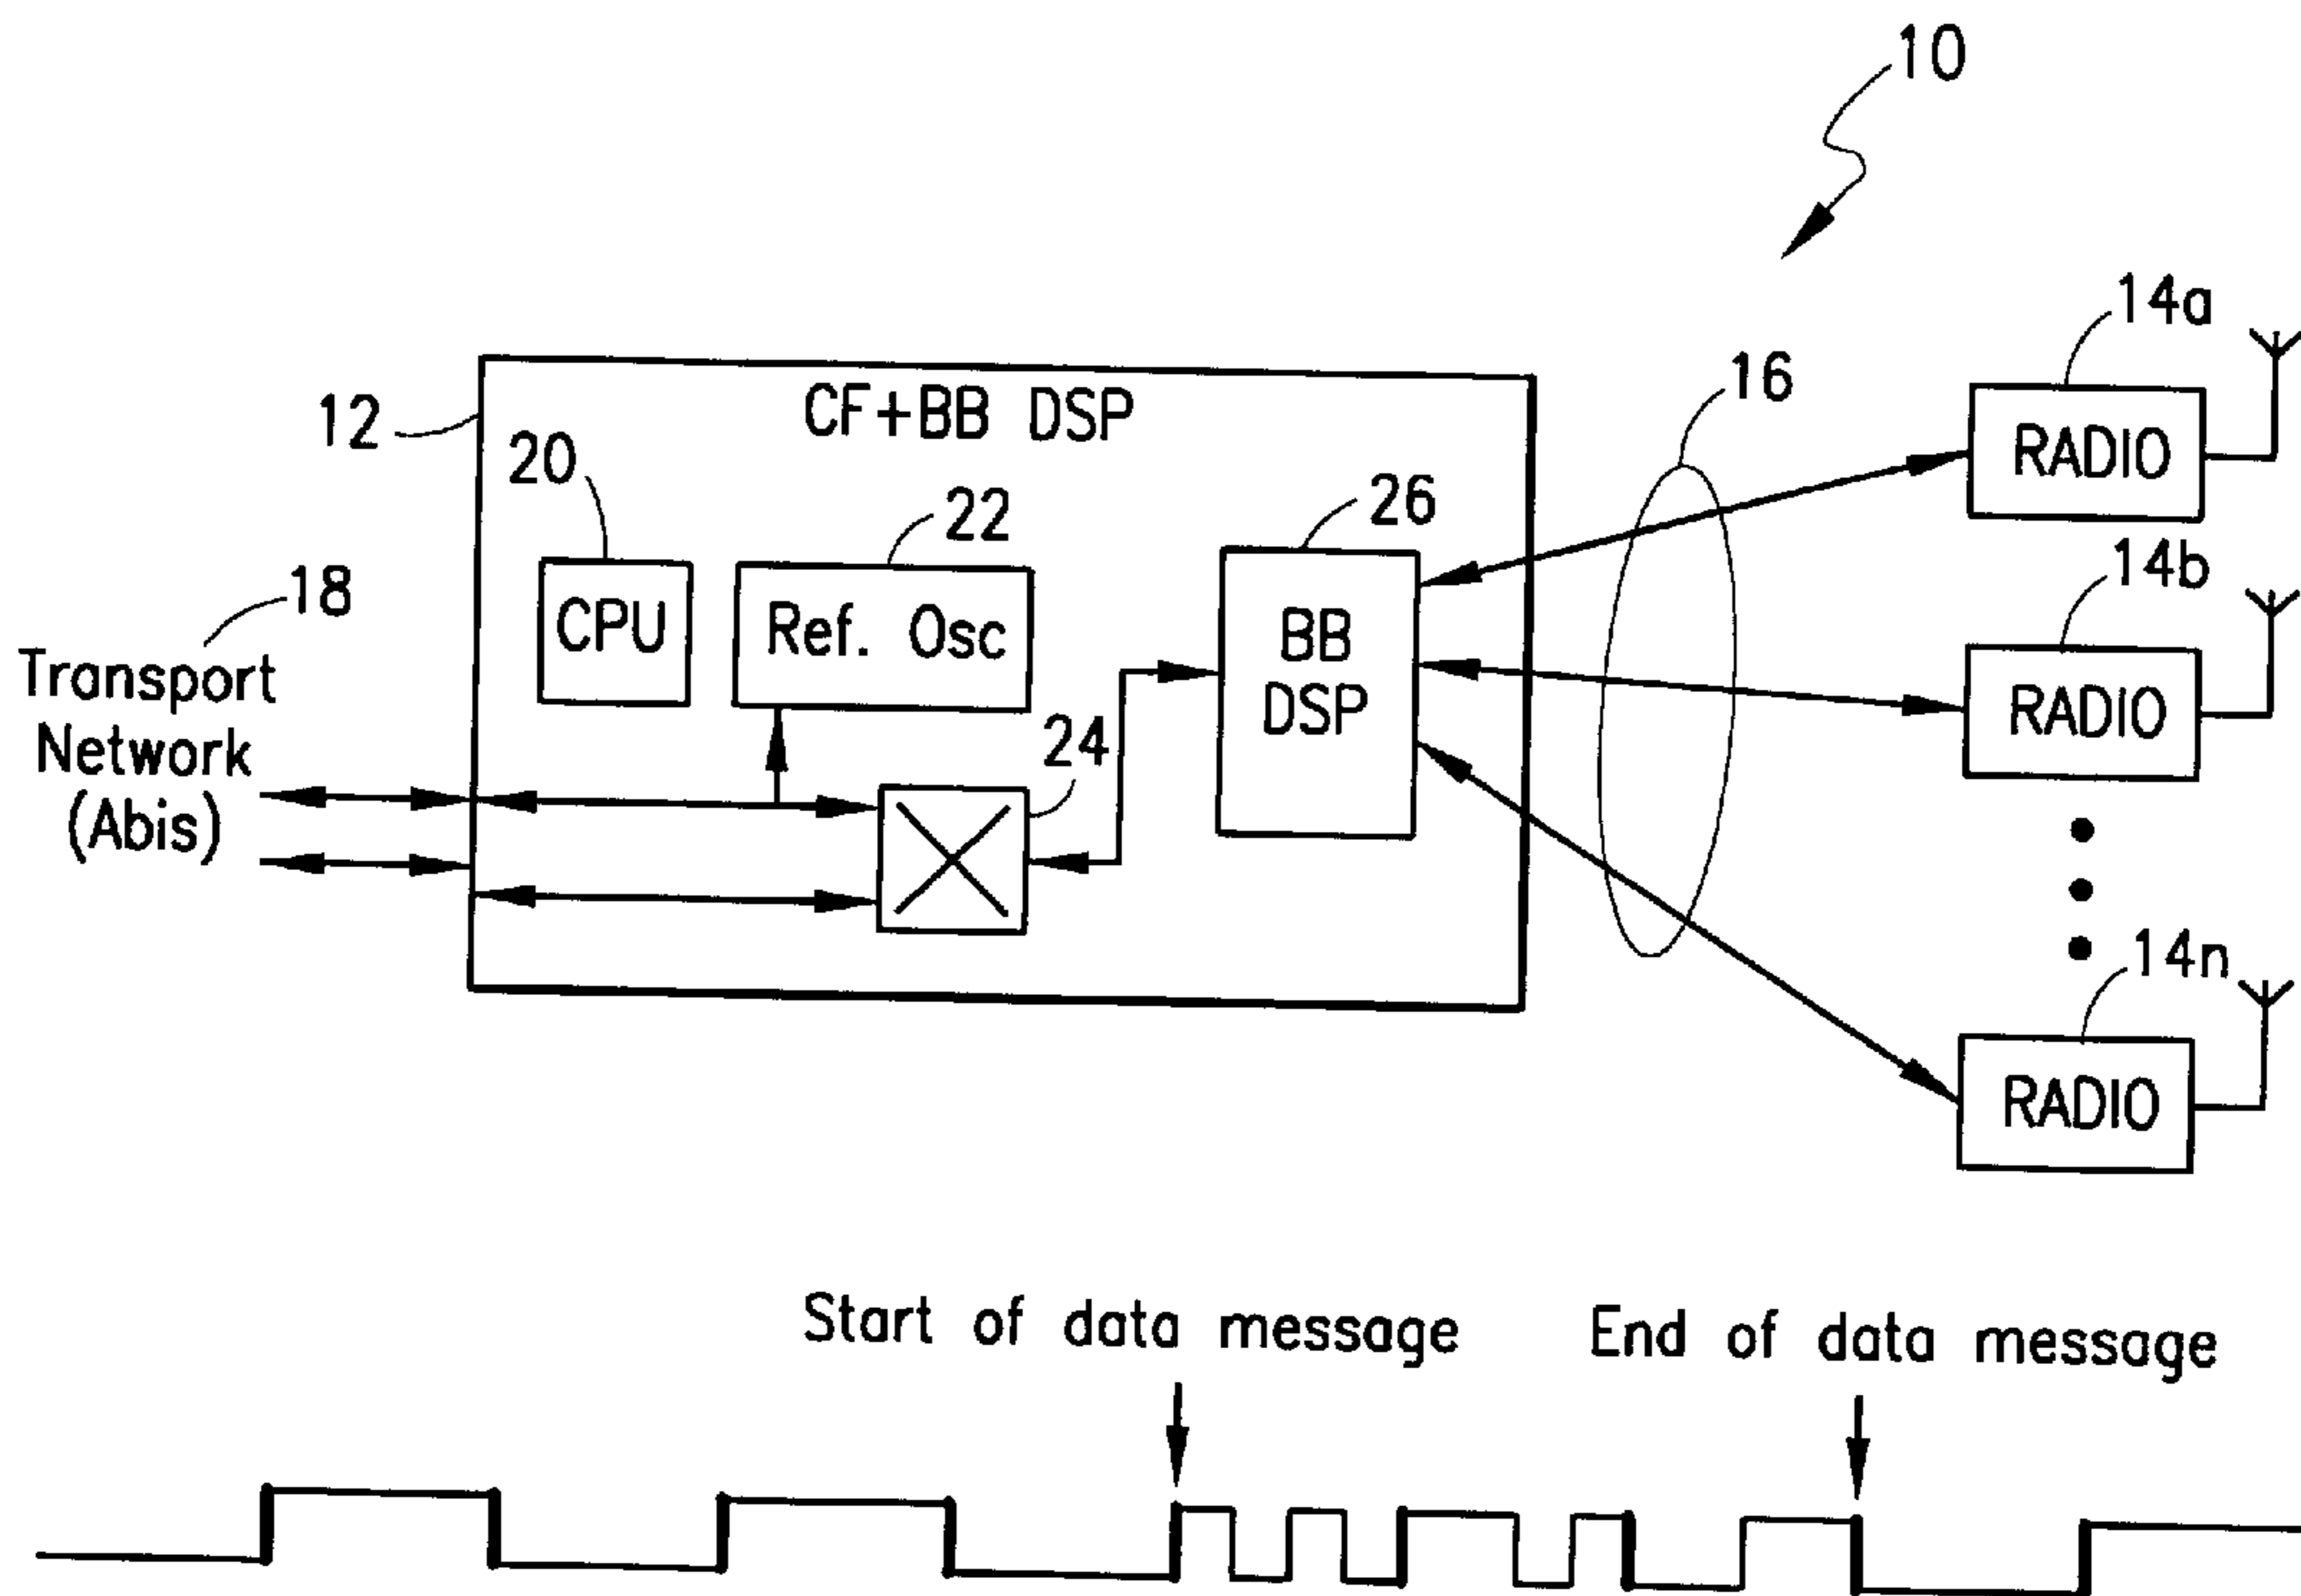 10
14a
16
RADIO
12
CF+BB DSP
20
22
26
14b
18
CPU
Ref. Osc
BB
DSP
RADIO
Transport
Network
(Abis)
24
14n
RADIO
Start of data message
End of data message